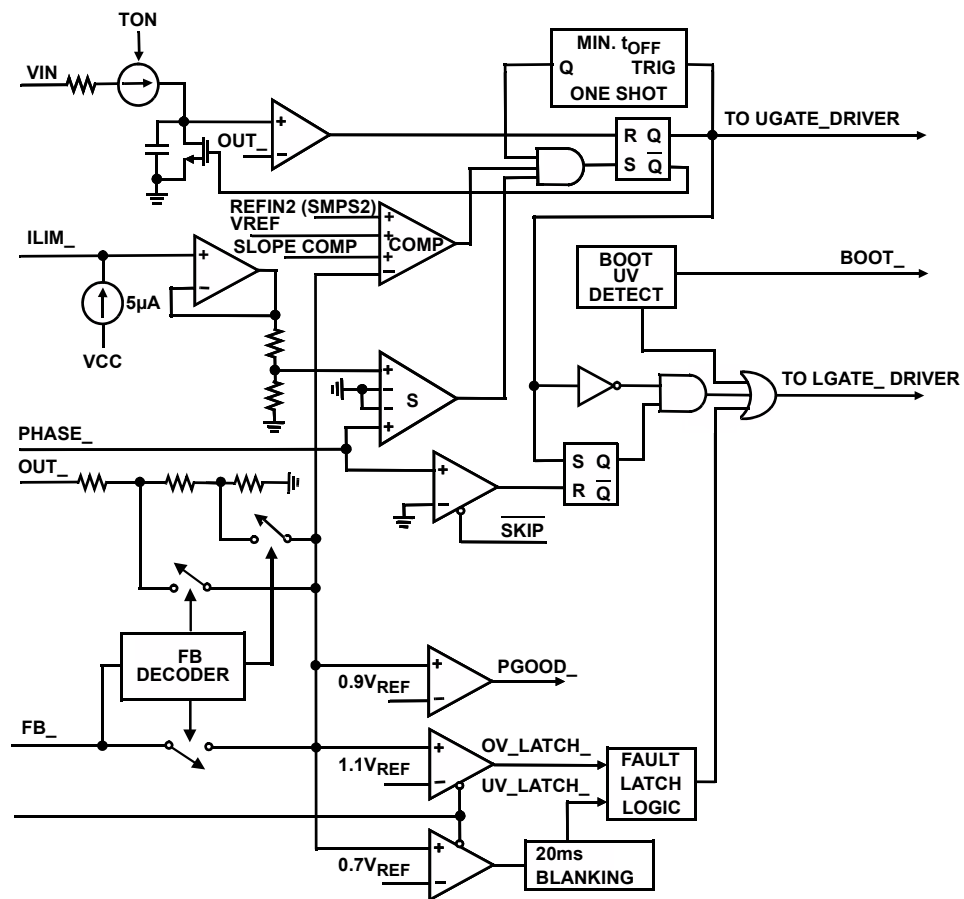 TON
VIN
OUT_
+
−
MIN. tOFF
Q TRIG
ONE SHOT
R Q
S Q
TO UGATE_DRIVER
REFIN2 (SMPS2)
VREF
SLOPE COMP
+
+
+
−
COMP
ILIM_
+
−
5µA
VCC
BOOT
UV
DETECT
BOOT_
+
−
−
+
S
TO LGATE_ DRIVER
PHASE_
OUT_
+
−
SKIP
S Q
R Q
FB
DECODER
FB_
+
−
0.9VREF
PGOOD_
+
−
1.1VREF
OV_LATCH_
UV_LATCH_
FAULT
LATCH
LOGIC
+
−
0.7VREF
20ms
BLANKING